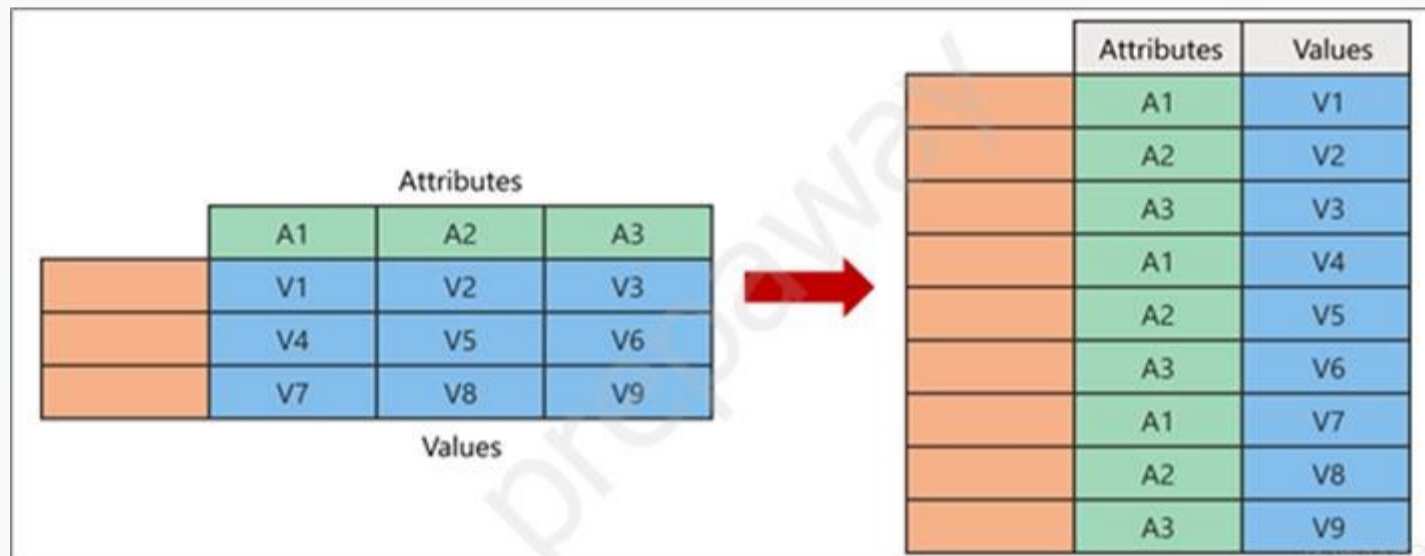 Attributes
A1 A2 A3
V1 V2 V3
V4 V5 V6
V7 V8 V9
Values
Attributes Values
A1 V1
A2 V2
A3 V3
A1 V4
A2 V5
A3 V6
A1 V7
A2 V8
A3 V9
prepaway